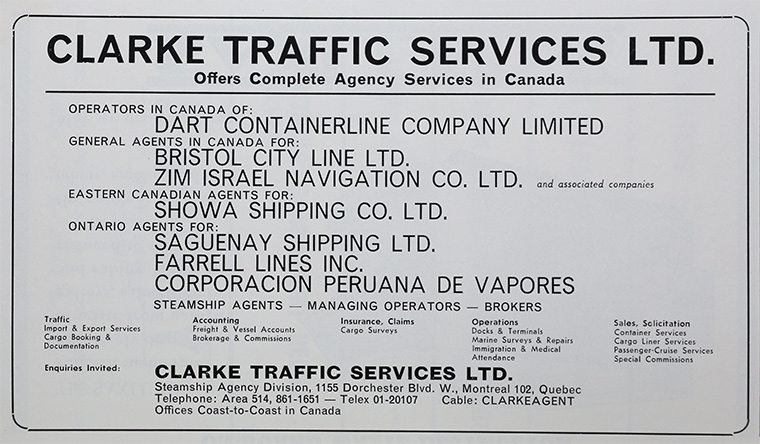 CLARKE TRAFFIC SERVICES LTD.
Offers Complete Agency Services in Canada
OPERATORS IN CANADA OF:
DART CONTAINERLINE COMPANY LIMITED
GENERAL AGENTS IN CANADA FOR:
BRISTOL CITY LINE LTD.
ZIM ISRAEL NAVIGATION CO. LTD. and associated companies
EASTERN CANADIAN AGENTS FOR:
SHOWA SHIPPING CO. LTD.
ONTARIO AGENTS FOR:
SAGUENAY SHIPPING LTD.
FARRELL LINES INC.
CORPORACION PERUANA DE VAPORES
STEAMSHIP AGENTS — MANAGING OPERATORS — BROKERS
Traffic
Import & Export Services
Cargo Booking &
Documentation
Accounting
Freight & Vessel Accounts
Brokerage & Commissions
Insurance, Claims
Cargo Surveys
Operations
Docks & Terminals
Marine Surveys & Repairs
Immigration & Medical
Attendance
Sales, Solicitation
Container Services
Cargo Liner Services
Passenger-Cruise Services
Special Commissions
Enquiries Invited:
CLARKE TRAFFIC SERVICES LTD.
Steamship Agency Division, 1155 Dorchester Blvd. W., Montreal 102, Quebec
Telephone: Area 514, 861-1651 — Telex 01-20107 Cable: CLARKEAGENT
Offices Coast-to-Coast in Canada